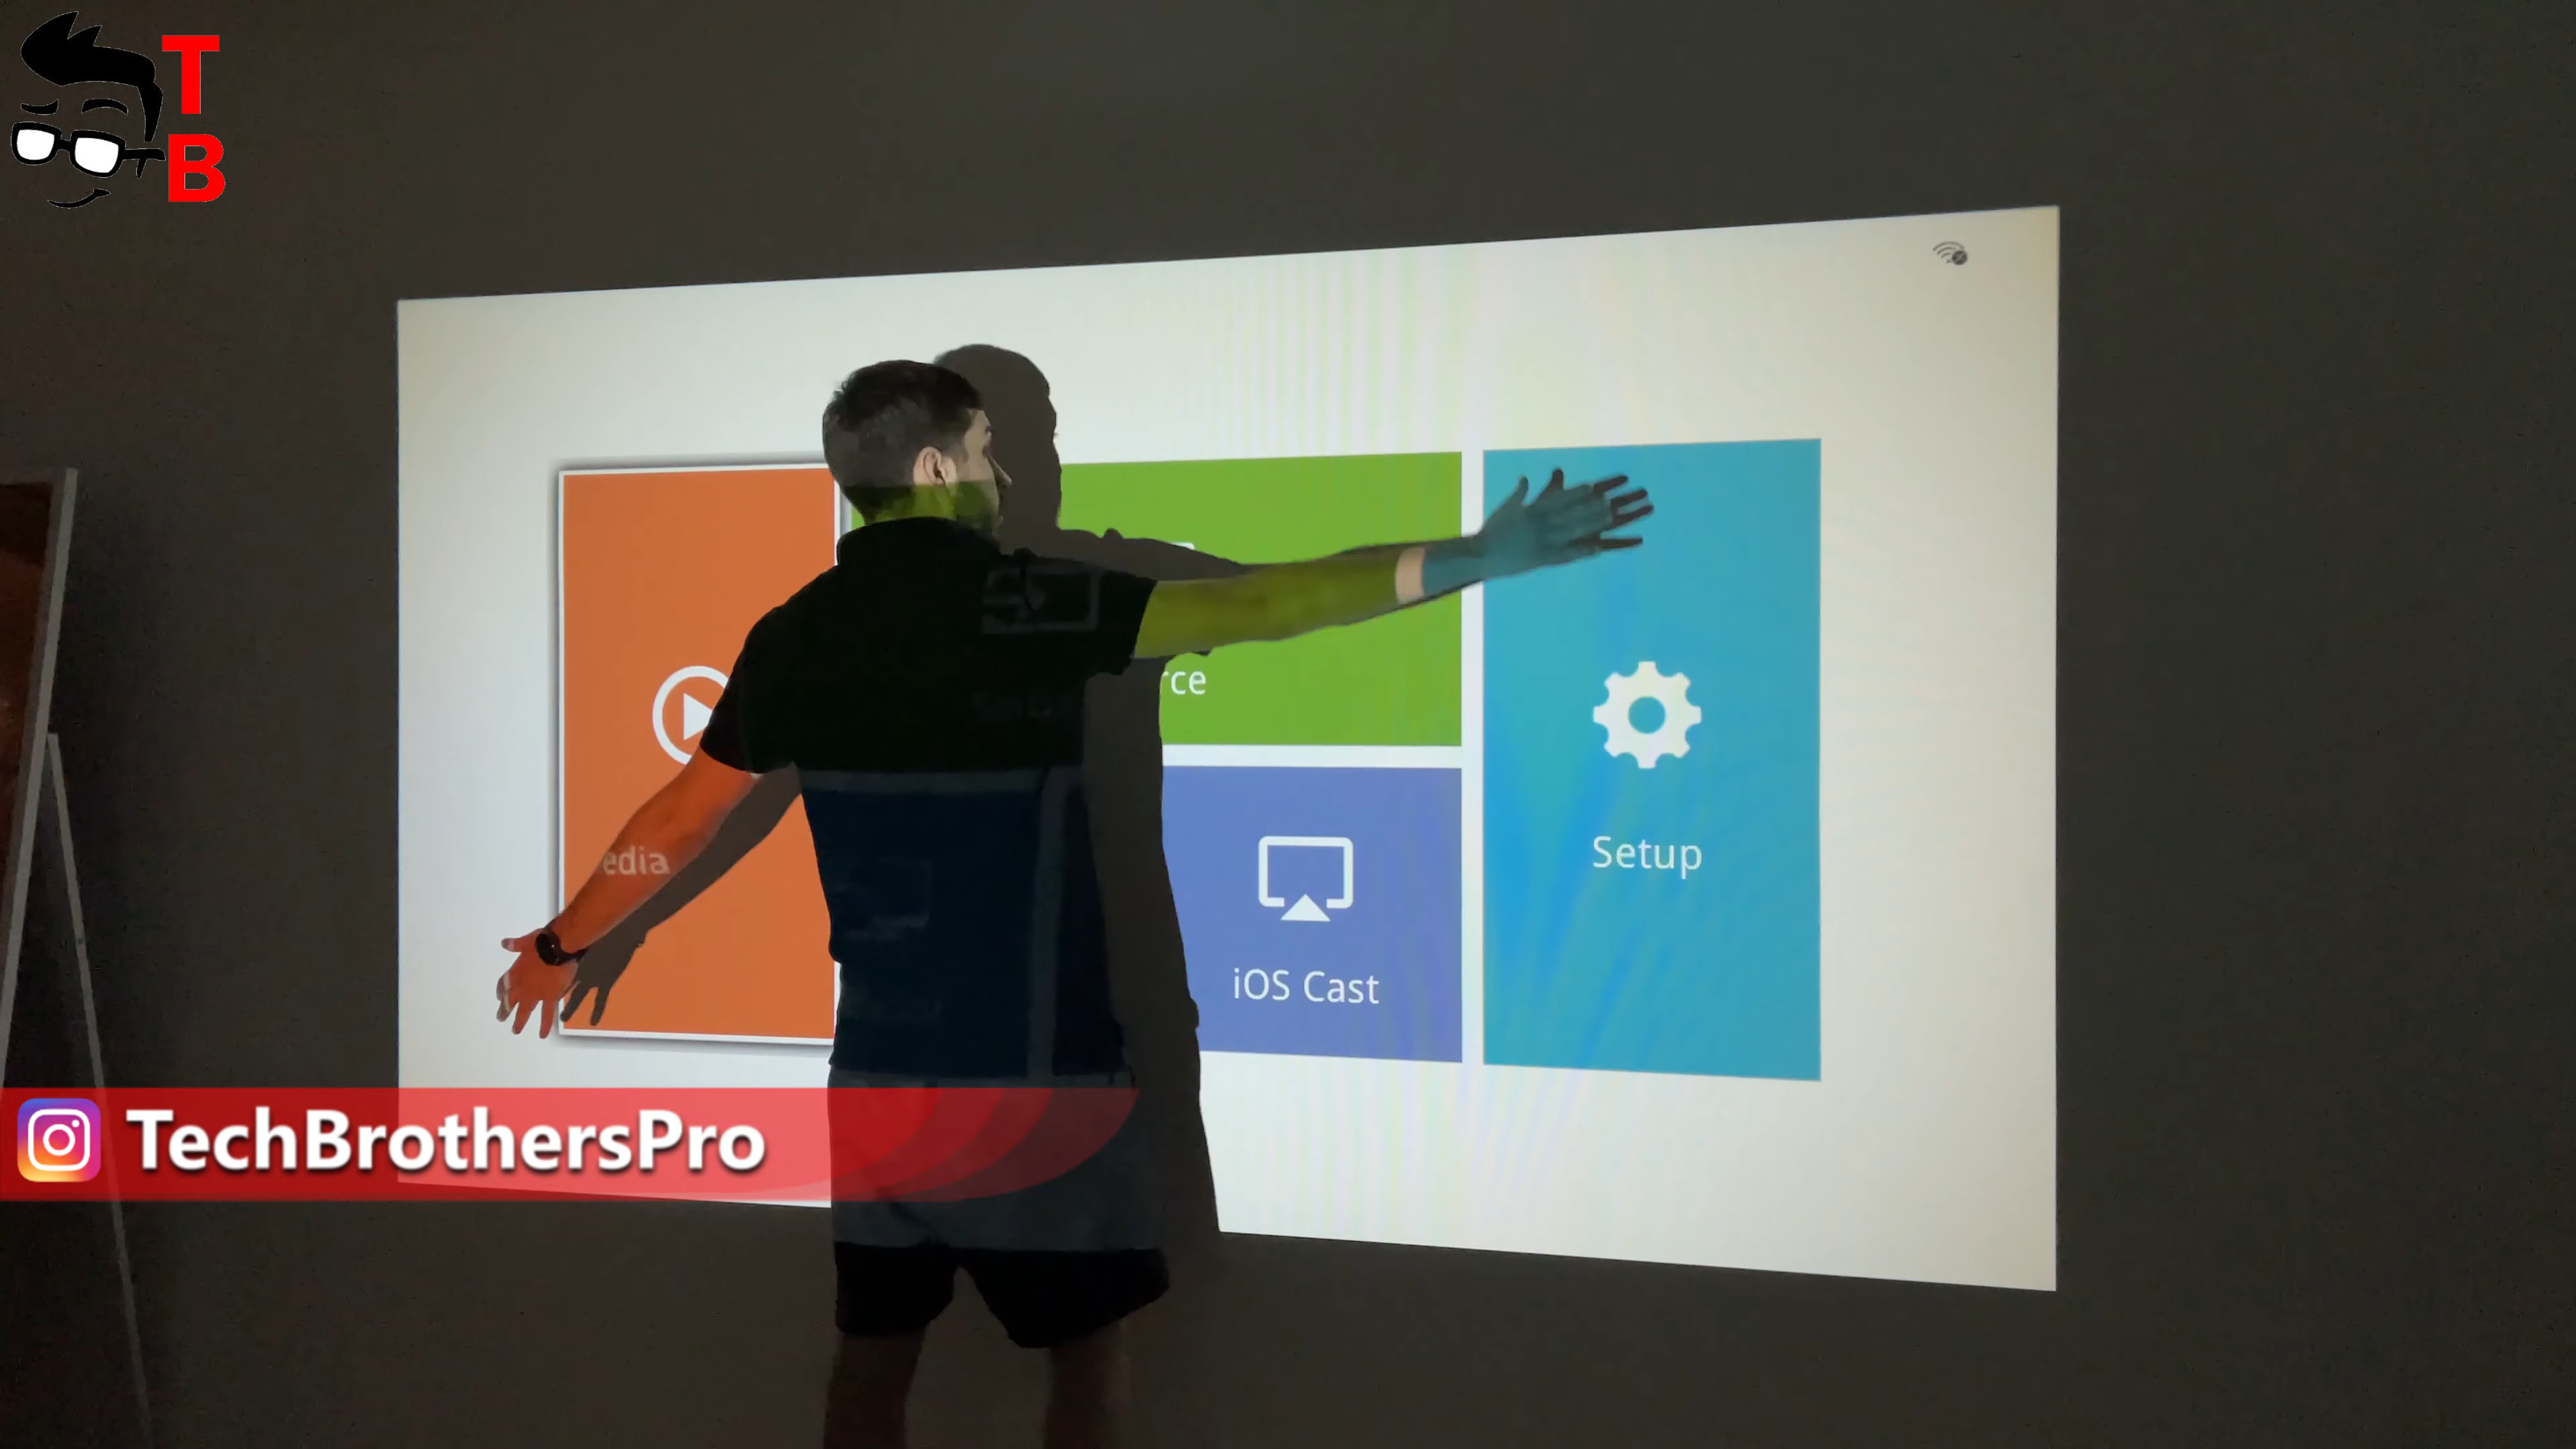 T
B
rce
edia
Setup
iOS Cast
TechBrothersPro